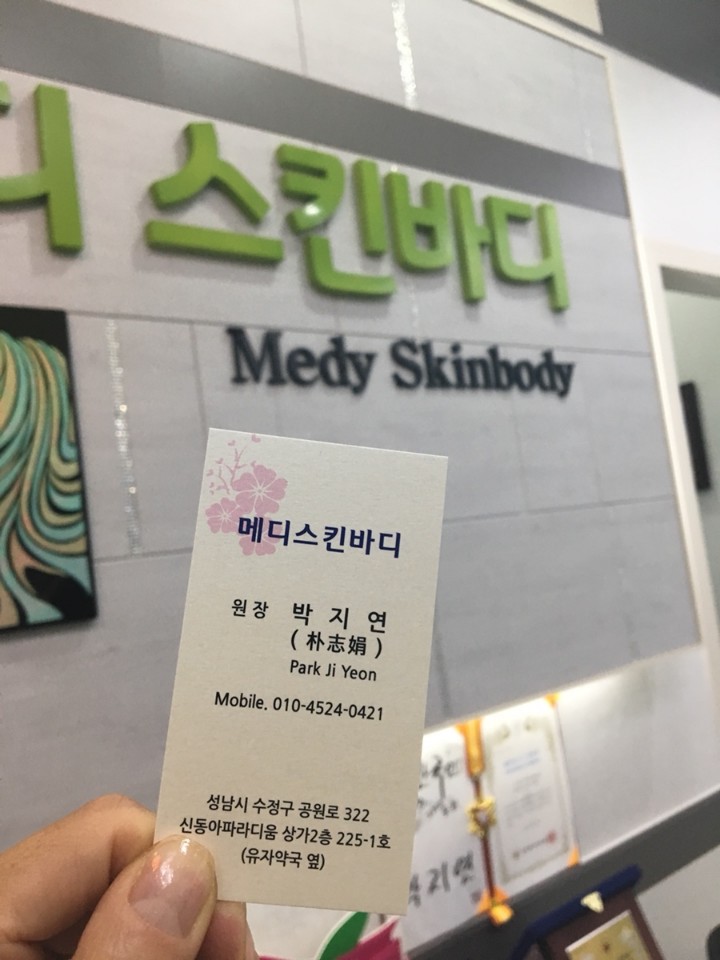 디 스킨바디
Medy Skinbody
메디스킨바디
원장 박 지 연
( 朴志娟 )
Park Ji Yeon
Mobile. 010-4524-0421
성남시 수정구 공원로 322
신동아파라디움 상가2층 225-1호
(유자약국 옆)